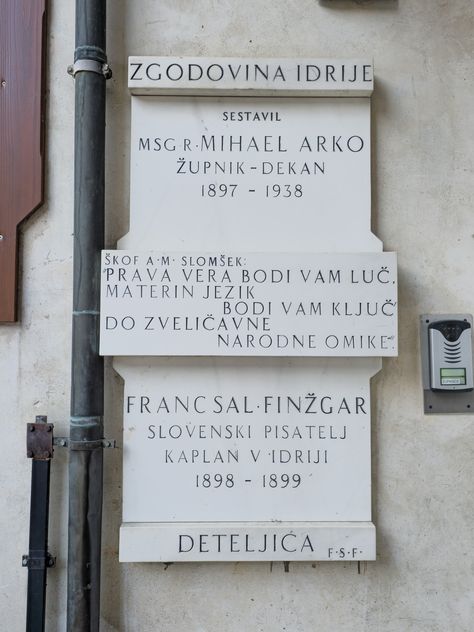 ZGODOVINA IDRIJE
SESTAVIL
MSGR· MIHAEL ARKO
ŽUPNIK-DEKAN
1897 - 1938
ŠKOF A·M· SLOMŠEK:
"PRAVA VERA BODI VAM LUČ,
MATERIN JEZIK
BODI VAM KLJUČ
DO ZVELIČAVNE
NARODNE OMIKE."
FRANC SAL·FINŽGAR
SLOVENSKI PISATELJ
KAPLAN V IDRIJI
1898 - 1899
DETELJICA
F·S·F·